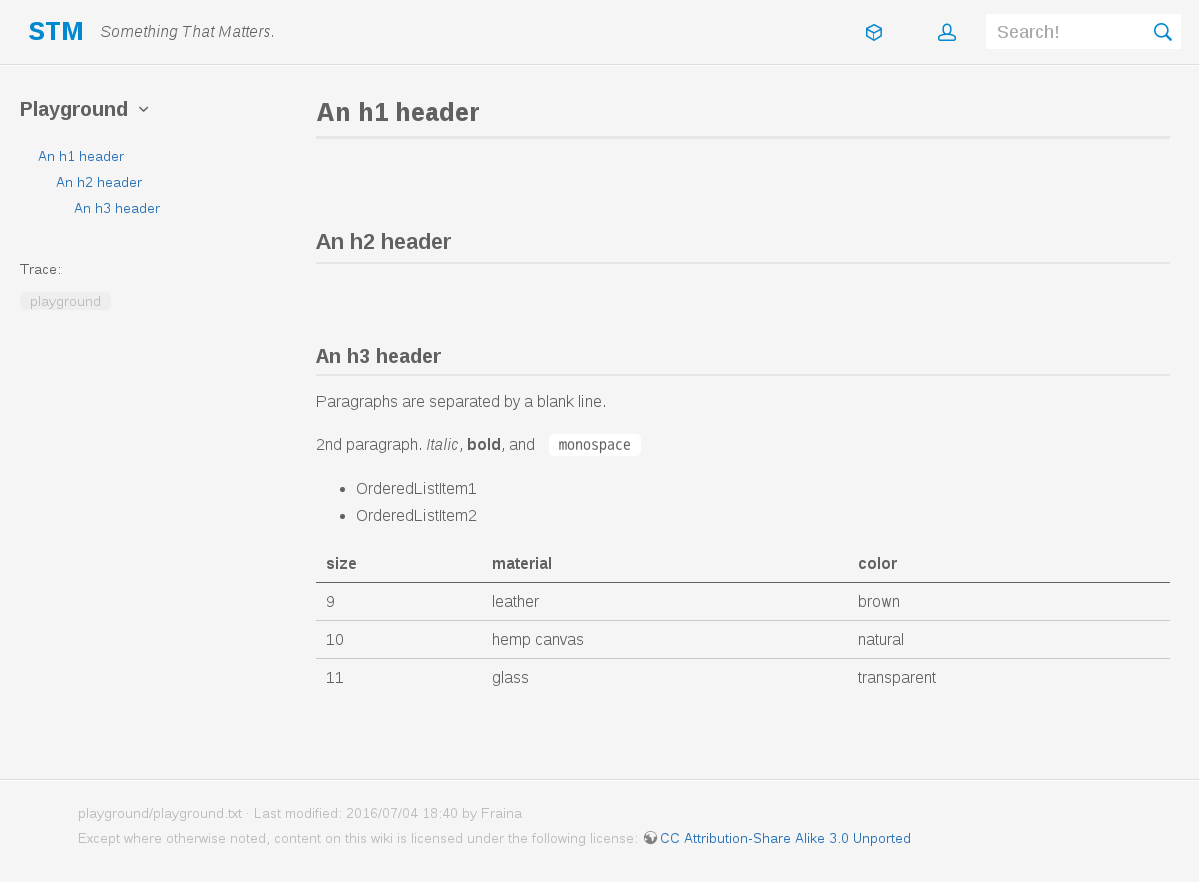 STM Something That Matters. Search!
Playground
An h1 header
An h2 header
An h3 header
Trace:
playground
An h1 header
An h2 header
An h3 header
Paragraphs are separated by a blank line.
2nd paragraph. Italic, bold, and monospace
• OrderedListItem1
• OrderedListItem2
size material color
9 leather brown
10 hemp canvas natural
11 glass transparent
playground/playground.txt · Last modified: 2016/07/04 18:40 by Fraina
Except where otherwise noted, content on this wiki is licensed under the following license: CC Attribution-Share Alike 3.0 Unported